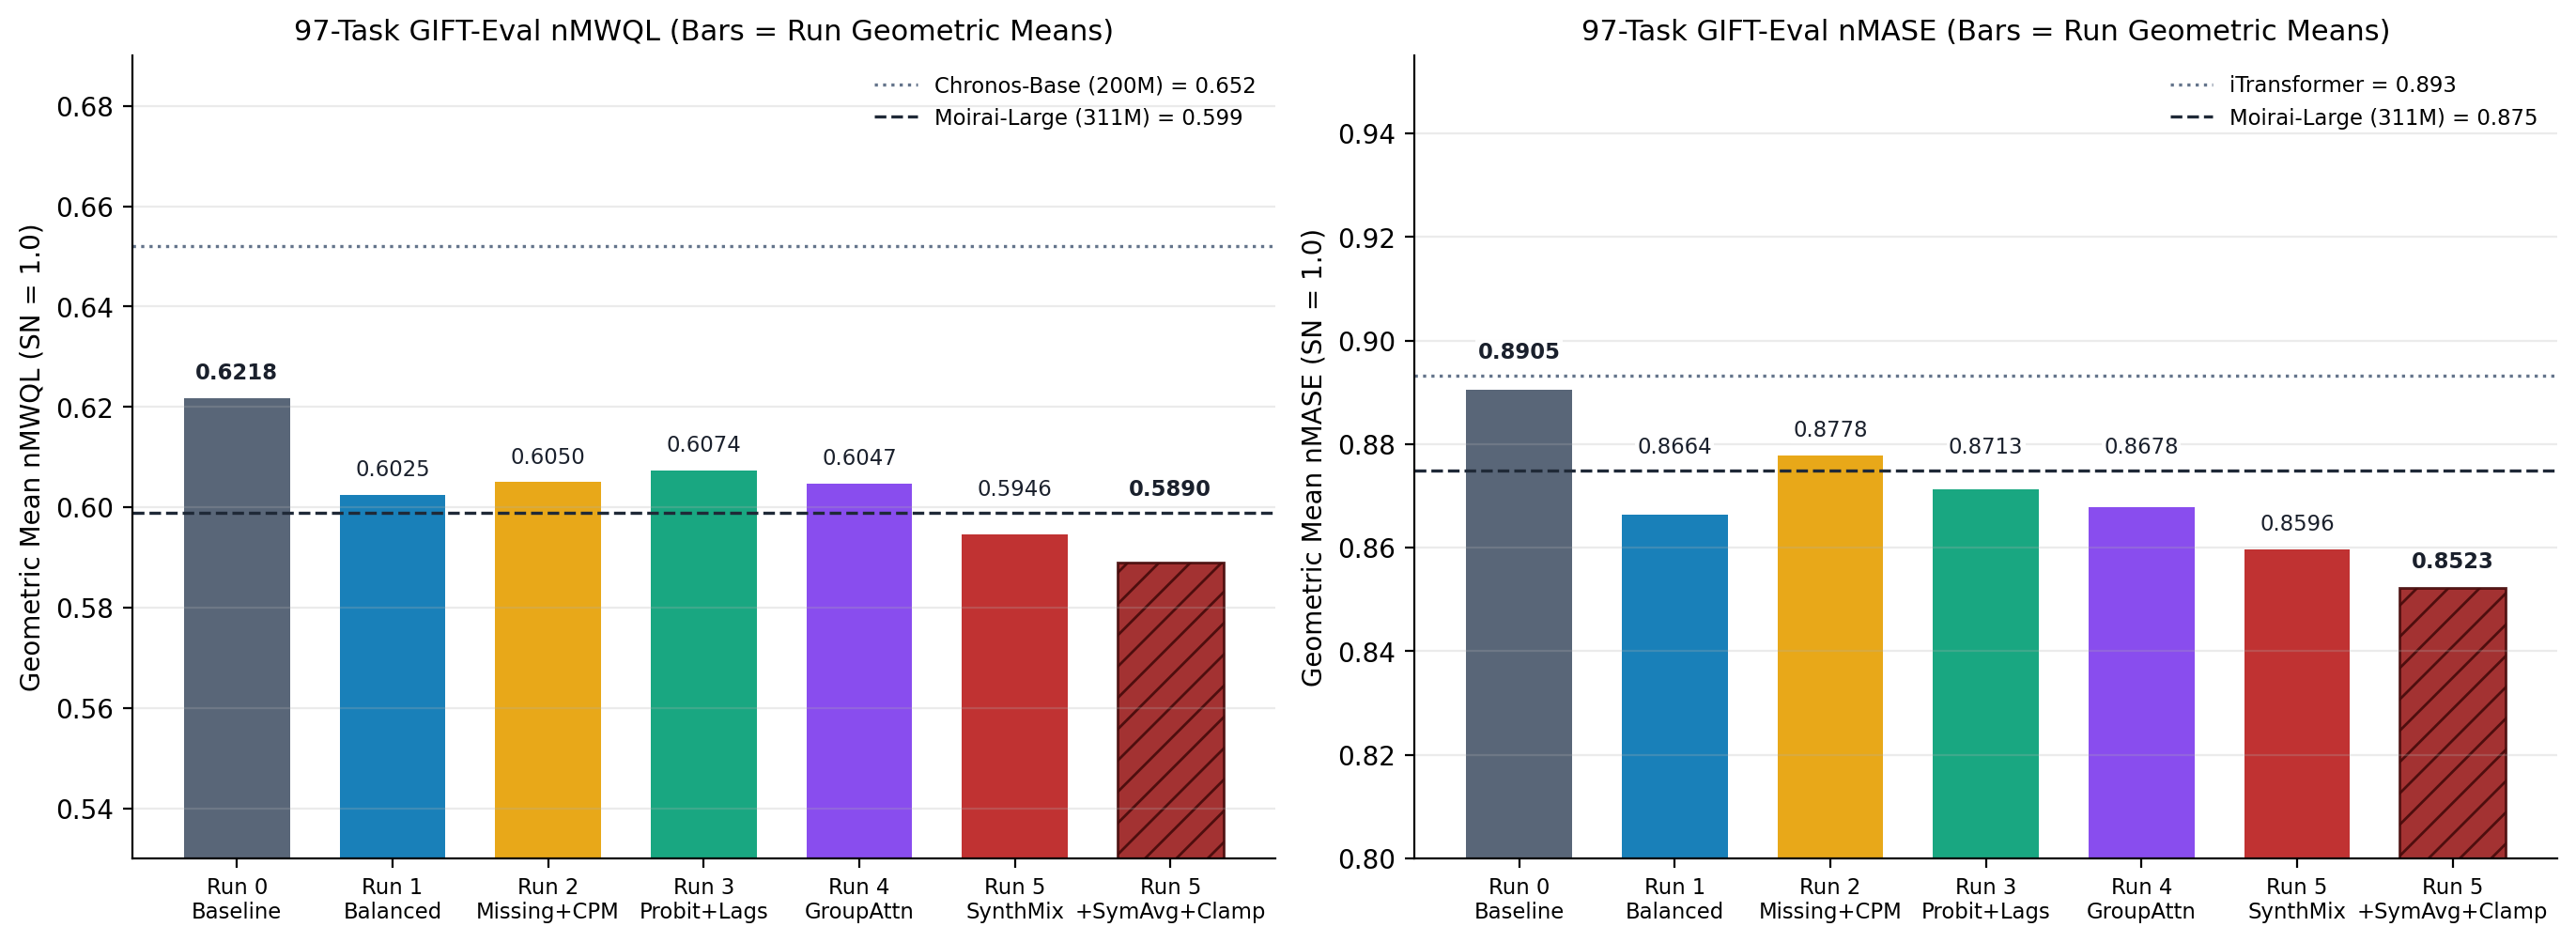 97-Task GIFT-Eval nMWQL (Bars = Run Geometric Means)
Geometric Mean nMWQL (SN = 1.0)
0.68
0.66
0.64
0.62
0.60
0.58
0.56
0.54
Chronos-Base (200M) = 0.652
Moirai-Large (311M) = 0.599
0.6218
0.6025
0.6050
0.6074
0.6047
0.5946
0.5890
Run 0
Baseline
Run 1
Balanced
Run 2
Missing+CPM
Run 3
Probit+Lags
Run 4
GroupAttn
Run 5
SynthMix
Run 5
+SymAvg+Clamp
97-Task GIFT-Eval nMASE (Bars = Run Geometric Means)
Geometric Mean nMASE (SN = 1.0)
0.94
0.92
0.90
0.88
0.86
0.84
0.82
0.80
iTransformer = 0.893
Moirai-Large (311M) = 0.875
0.8905
0.8664
0.8778
0.8713
0.8678
0.8596
0.8523
Run 0
Baseline
Run 1
Balanced
Run 2
Missing+CPM
Run 3
Probit+Lags
Run 4
GroupAttn
Run 5
SynthMix
Run 5
+SymAvg+Clamp